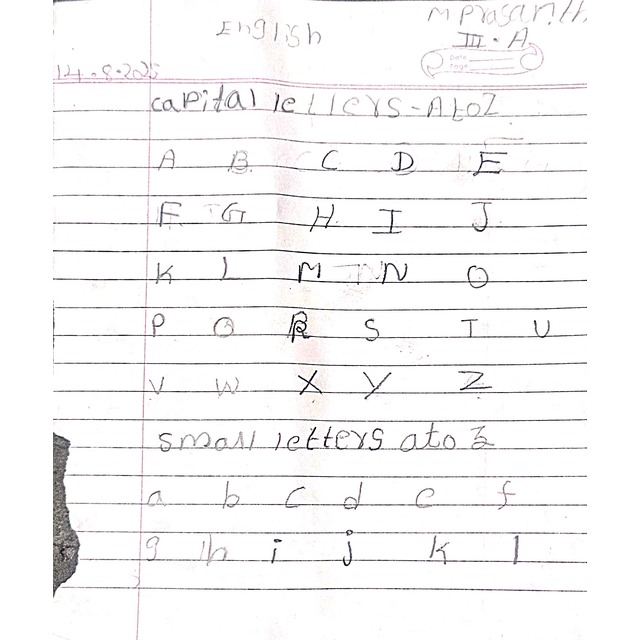 English
M Prasanth
III - A
Date
Page
14.8.2025
capital letters - A to Z
A B C D E
F G H I J
K L M N O
P Q R S T U
V W X Y Z
small letters a to z
a b c d e f
g h i j k l